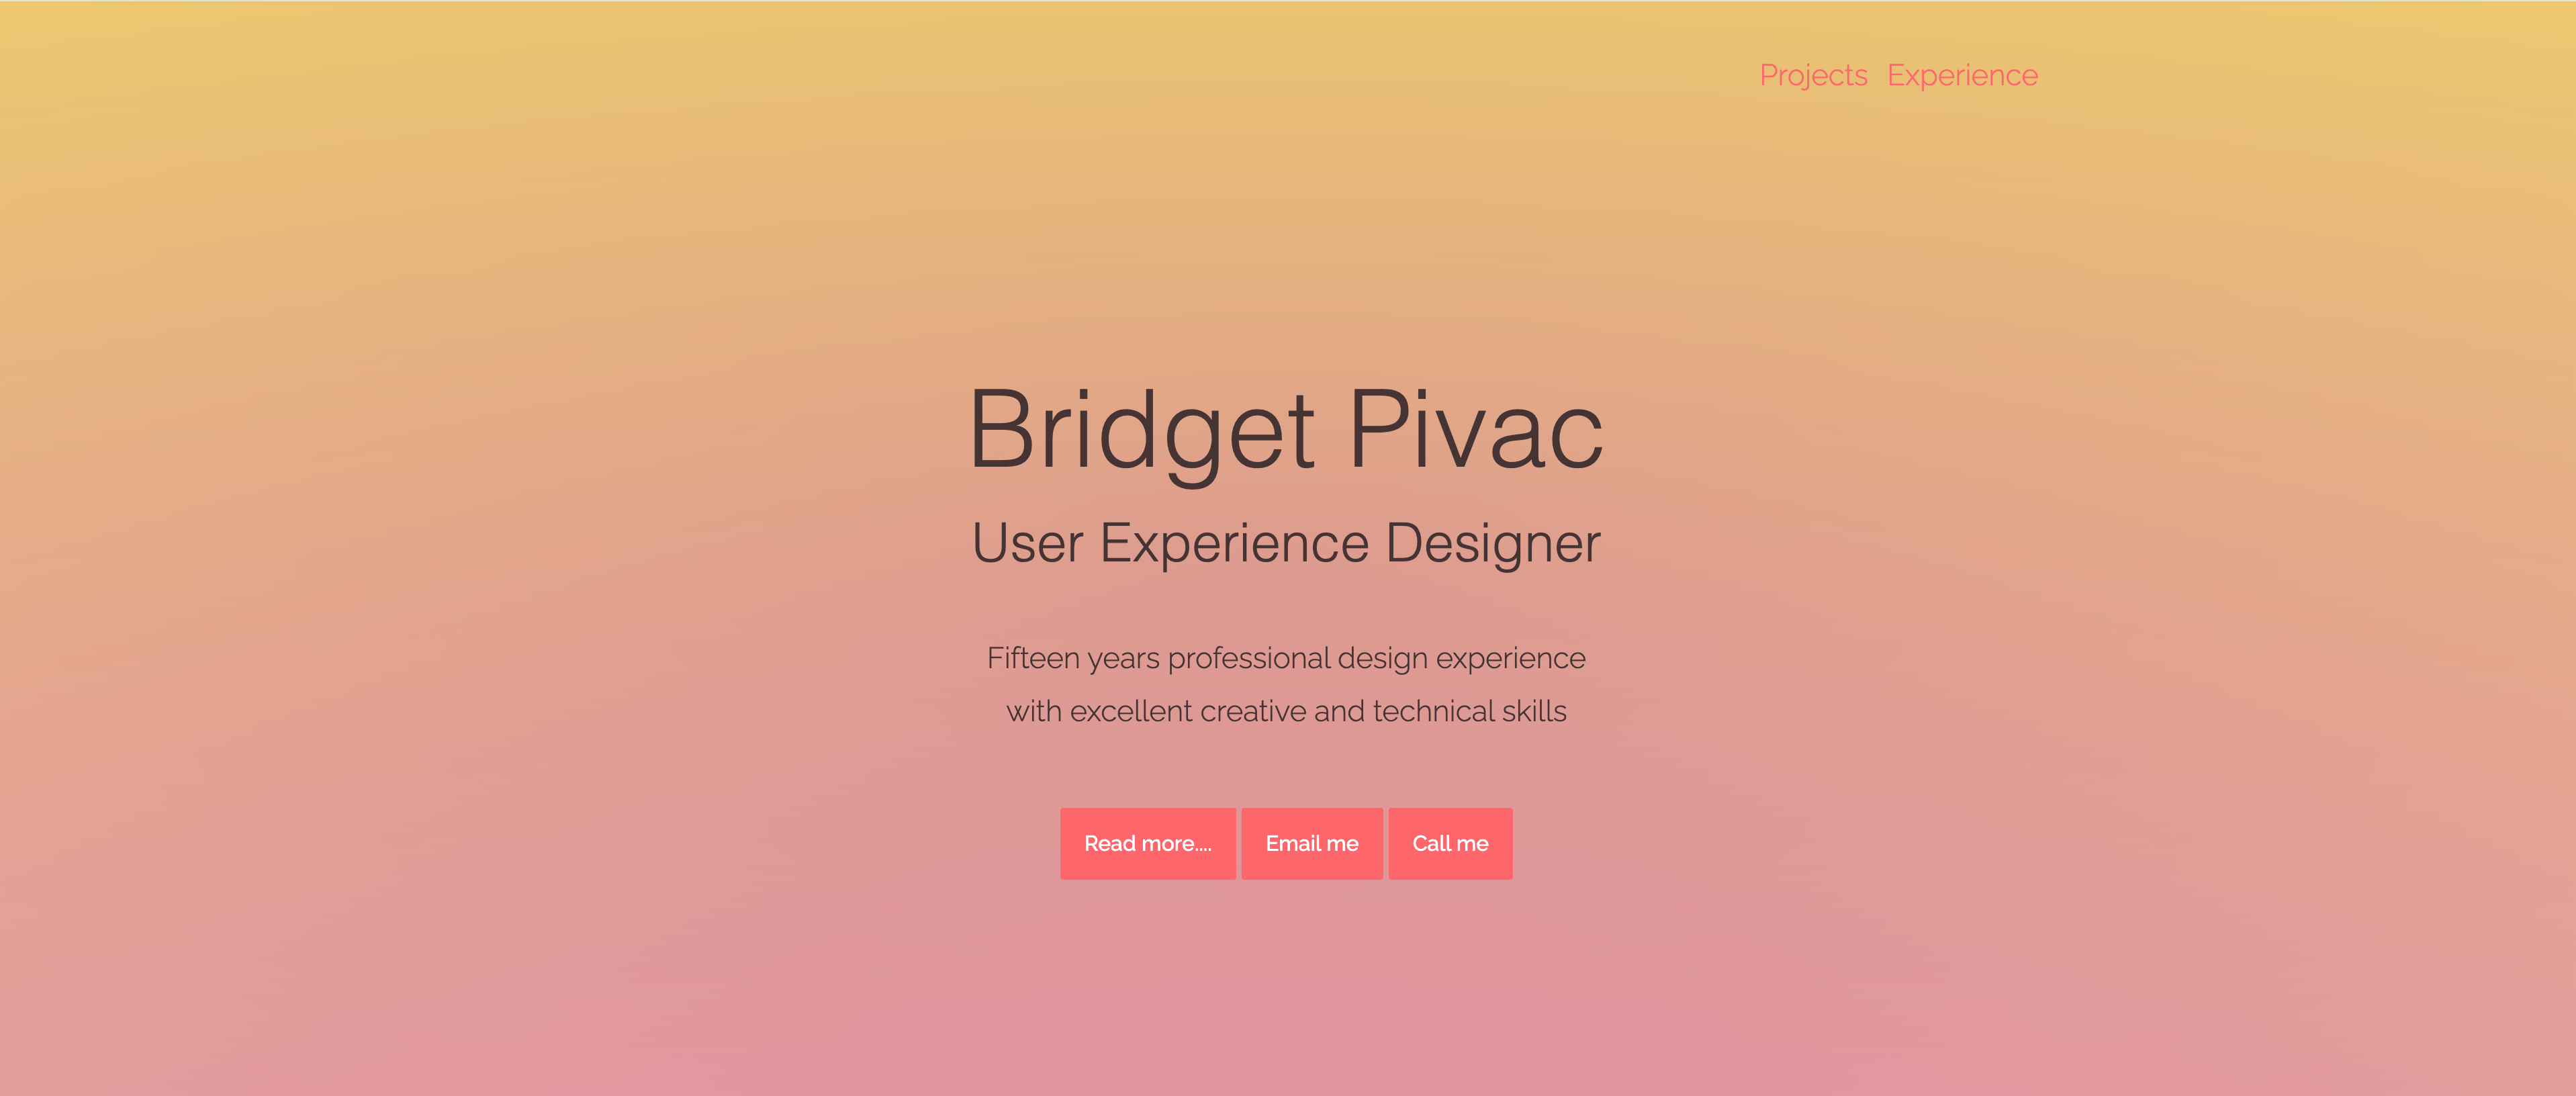 Projects Experience
Bridget Pivac
User Experience Designer
Fifteen years professional design experience
with excellent creative and technical skills
Read more.... Email me Call me